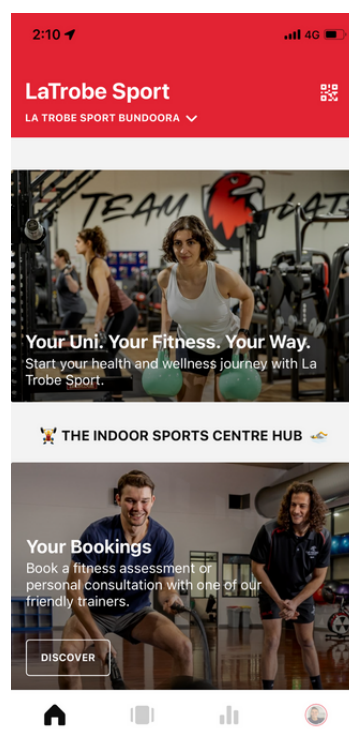 2:10
4G
LaTrobe Sport
LA TROBE SPORT BUNDOORA
TEAM LAT
Your Uni. Your Fitness. Your Way.
Start your health and wellness journey with La
Trobe Sport.
THE INDOOR SPORTS CENTRE HUB
Your Bookings
Book a fitness assessment or
personal consultation with one of our
friendly trainers.
DISCOVER